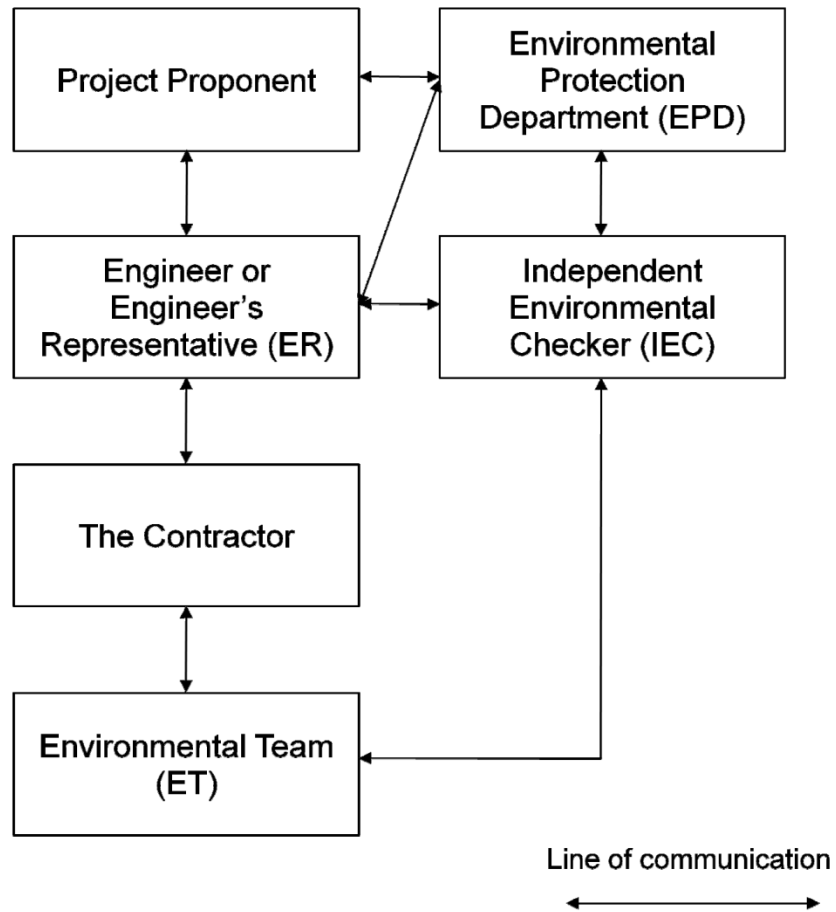 Project Proponent
Environmental
Protection
Department (EPD)
Engineer or
Engineer’s
Representative (ER)
Independent
Environmental
Checker (IEC)
The Contractor
Environmental Team
(ET)
Line of communication